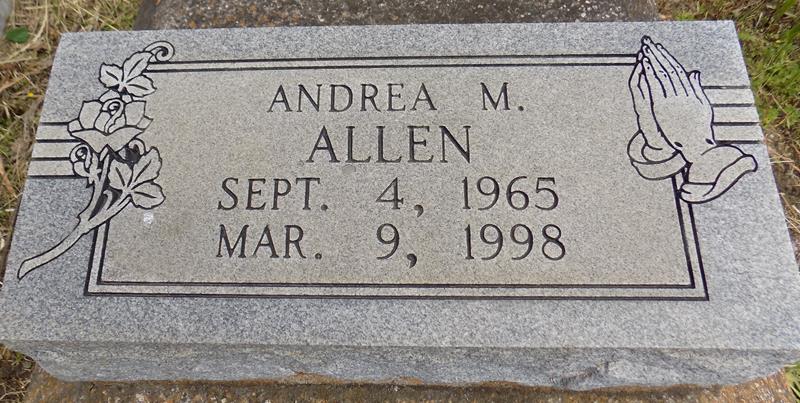 ANDREA M.
ALLEN
SEPT. 4, 1965
MAR. 9, 1998